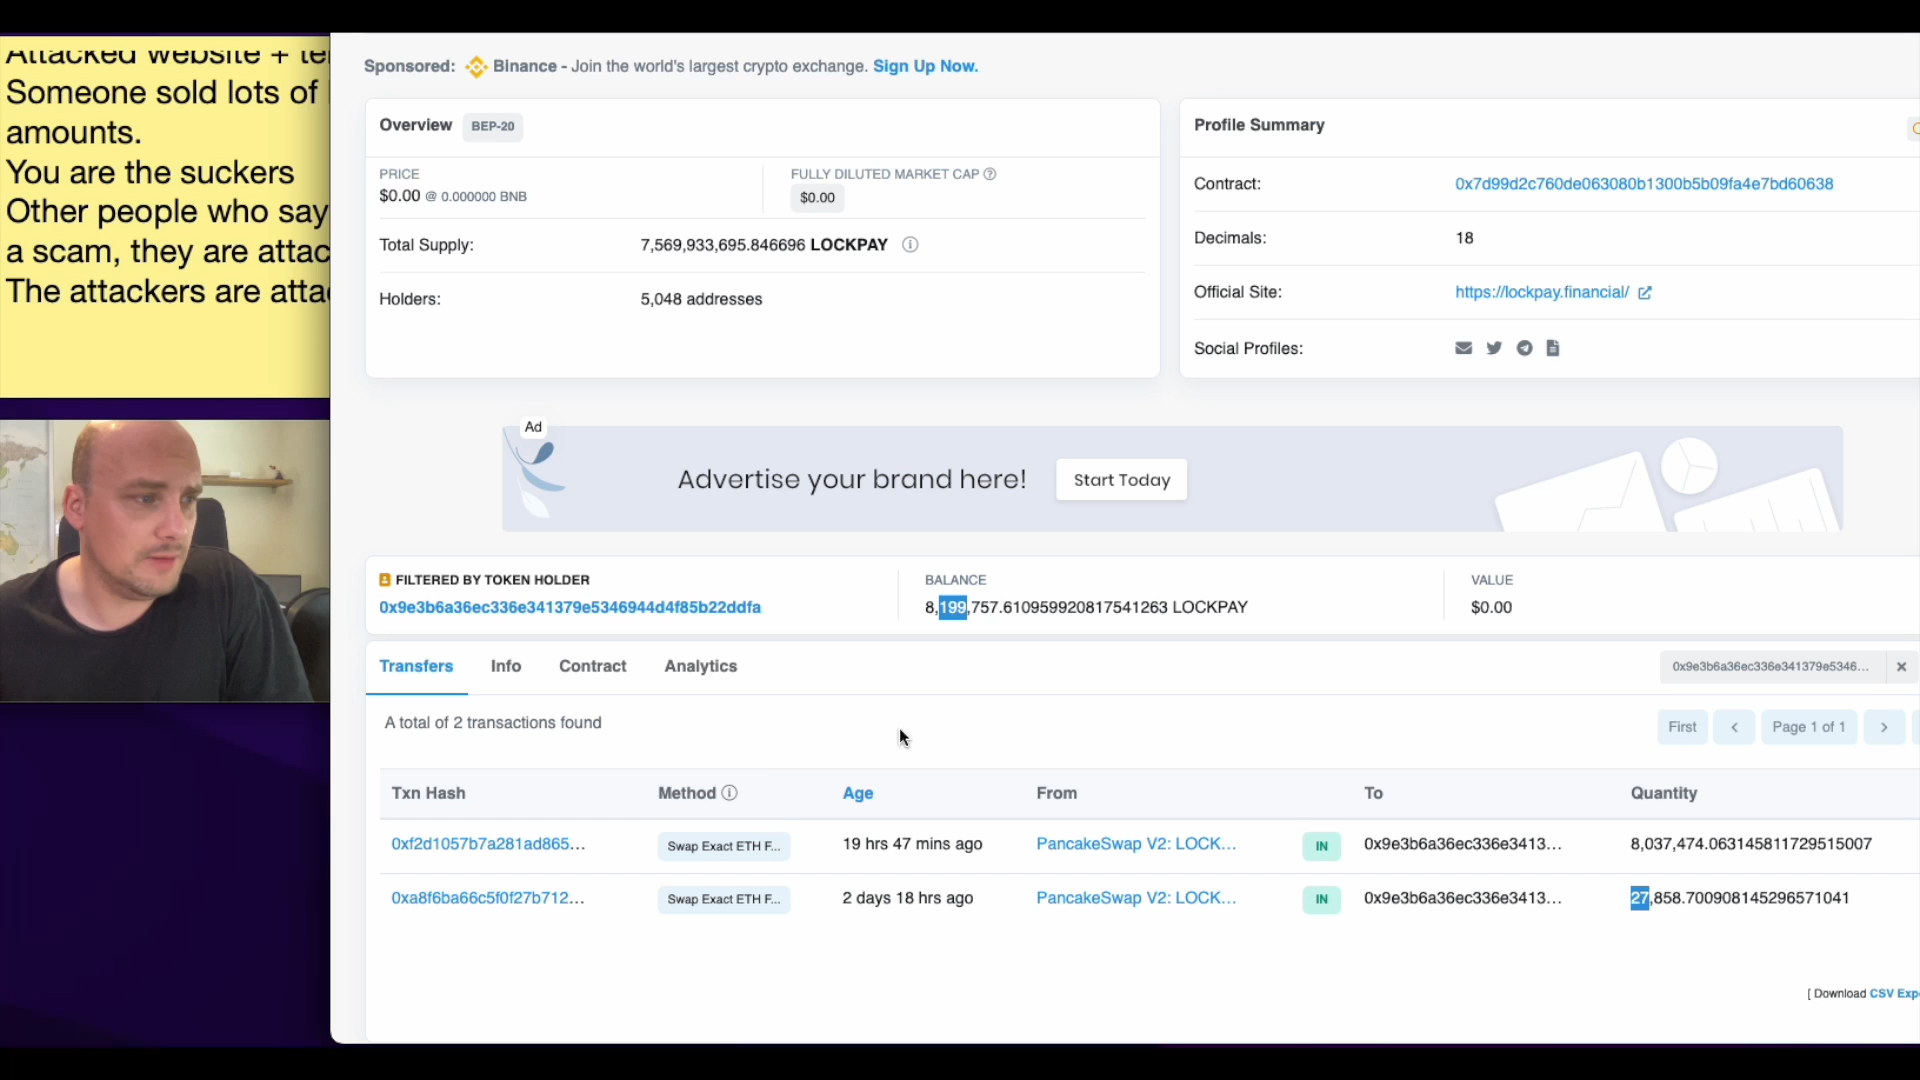 Attacked website +
Someone sold lots of
amounts.
You are the suckers
Other people who say
a scam, they are
The attackers are
Sponsored: Binance - Join the world's largest crypto exchange. Sign Up Now.
Overview BEP-20
PRICE
$0.00 @ 0.000000 BNB
FULLY DILUTED MARKET CAP
$0.00
Total Supply: 7,569,933,695.846696 LOCKPAY
Holders: 5,048 addresses
Profile Summary
Contract: 0x7d99d2c760de063080b1300b5b09fa4e7bd60638
Decimals: 18
Official Site: https://lockpay.financial/
Social Profiles:
Ad
Advertise your brand here! Start Today
FILTERED BY TOKEN HOLDER
0x9e3b6a36ec336e341379e5346944d4f85b22ddfa
BALANCE
8,199,757.610959920817541263 LOCKPAY
VALUE
$0.00
Transfers Info Contract Analytics
0x9e3b6a36ec336e341379e5346...
A total of 2 transactions found
First < Page 1 of 1 >
Txn Hash Method Age From To Quantity
0xf2d1057b7a281ad865... Swap Exact ETH F... 19 hrs 47 mins ago PancakeSwap V2: LOCK... IN 0x9e3b6a36ec336e3413... 8,037,474.063145811729515007
0xa8f6ba66c5f0f27b712... Swap Exact ETH F... 2 days 18 hrs ago PancakeSwap V2: LOCK... IN 0x9e3b6a36ec336e3413... 27,858.700908145296571041
[ Download CSV